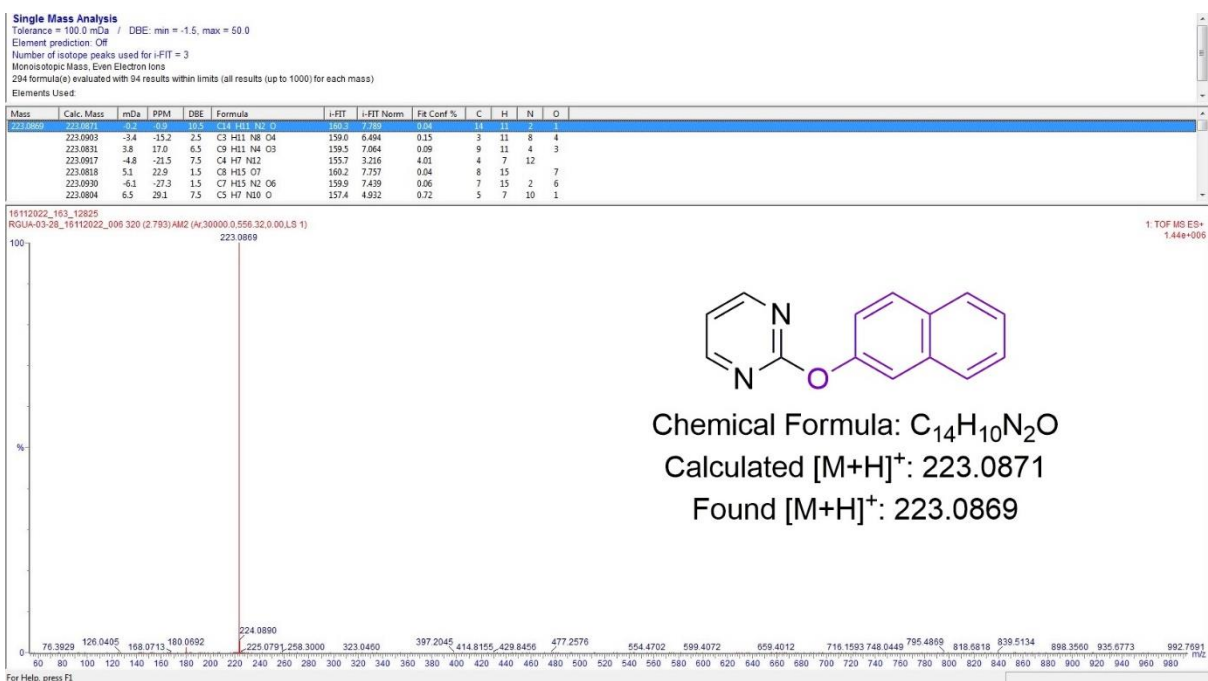 Single Mass Analysis
Tolerance = 100.0 mDa / DBE: min = -1.5, max = 50.0
Element prediction: Off
Number of isotope peaks used for i-FIT = 3
Monoisotopic Mass, Even Electron Ions
294 formula(e) evaluated with 94 results within limits (all results (up to 1000) for each mass)
Elements Used:
Mass Calc. Mass mDa PPM DBE Formula i-FIT i-FIT Norm Fit Conf % C H N O
223.0869 223.0871 -0.2 -0.9 10.5 C14 H11 N2 O 160.3 7.789 0.04 14 11 2 1
223.0903 -3.4 -15.2 2.5 C3 H11 N8 O4 159.0 6.494 0.15 3 11 8 4
223.0831 3.8 17.0 6.5 C9 H11 N4 O3 159.5 7.064 0.09 9 11 4 3
223.0917 -4.8 -21.5 7.5 C4 H7 N12 155.7 3.216 4.01 4 7 12
223.0818 5.1 22.9 1.5 C8 H15 O7 160.2 7.757 0.04 8 15 7
223.0930 -6.1 -27.3 1.5 C7 H15 N2 O6 159.9 7.439 0.06 7 15 2 6
223.0804 6.5 29.1 7.5 C5 H7 N10 O 157.4 4.932 0.72 5 7 10 1
16112022_163_12825
RGUA-03-28_16112022_006 320 (2.793) AM2 (Ar,30000.0,556.32,0.00,LS 1)
1: TOF MS ES+
1.44e+006
223.0869
100
N
N
O
Chemical Formula: C₁₄H₁₀N₂O
Calculated [M+H]⁺: 223.0871
Found [M+H]⁺: 223.0869
%
224.0890
76.3929 126.0405 168.0713 180.0692 225.0791 258.3000 323.0460 397.2045 414.8155 429.8456 477.2576 554.4702 599.4072 659.4012 716.1593 748.0449 795.4869 818.6818 839.5134 898.3560 935.6773 992.7691
0
m/z
60 80 100 120 140 160 180 200 220 240 260 280 300 320 340 360 380 400 420 440 460 480 500 520 540 560 580 600 620 640 660 680 700 720 740 760 780 800 820 840 860 880 900 920 940 960 980
For Help, press F1